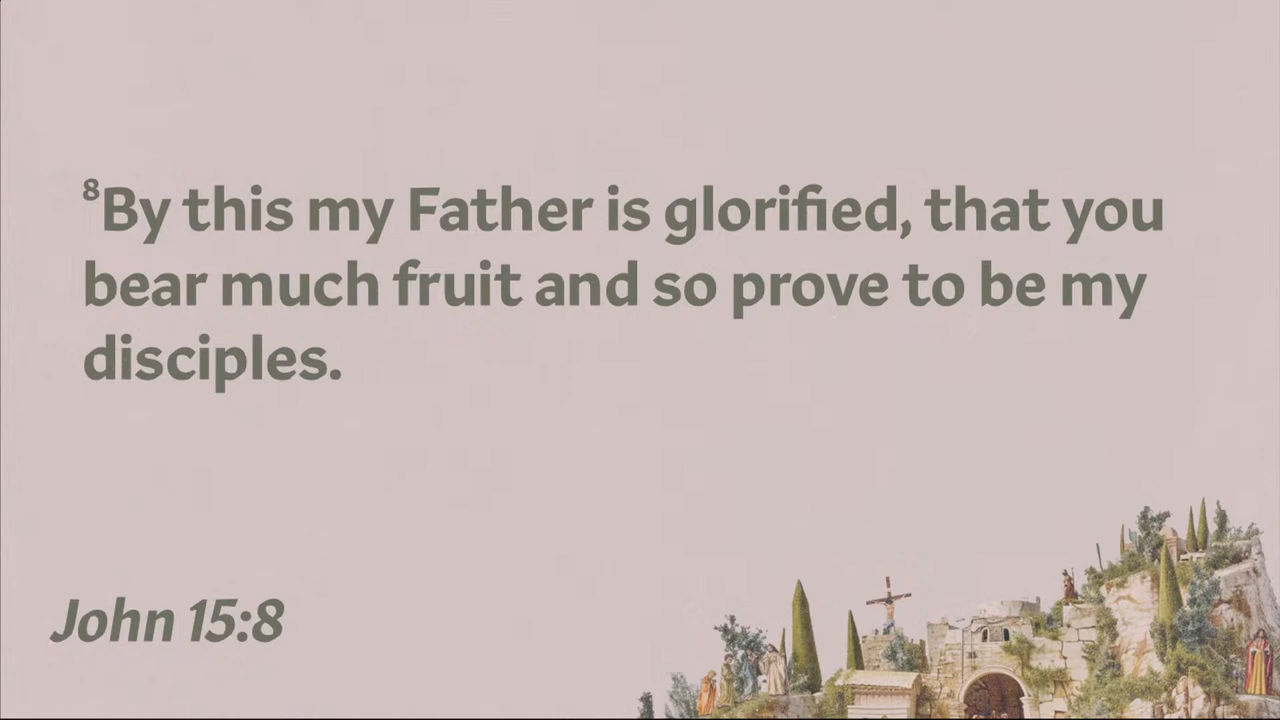 ⁸By this my Father is glorified, that you
bear much fruit and so prove to be my
disciples.
John 15:8